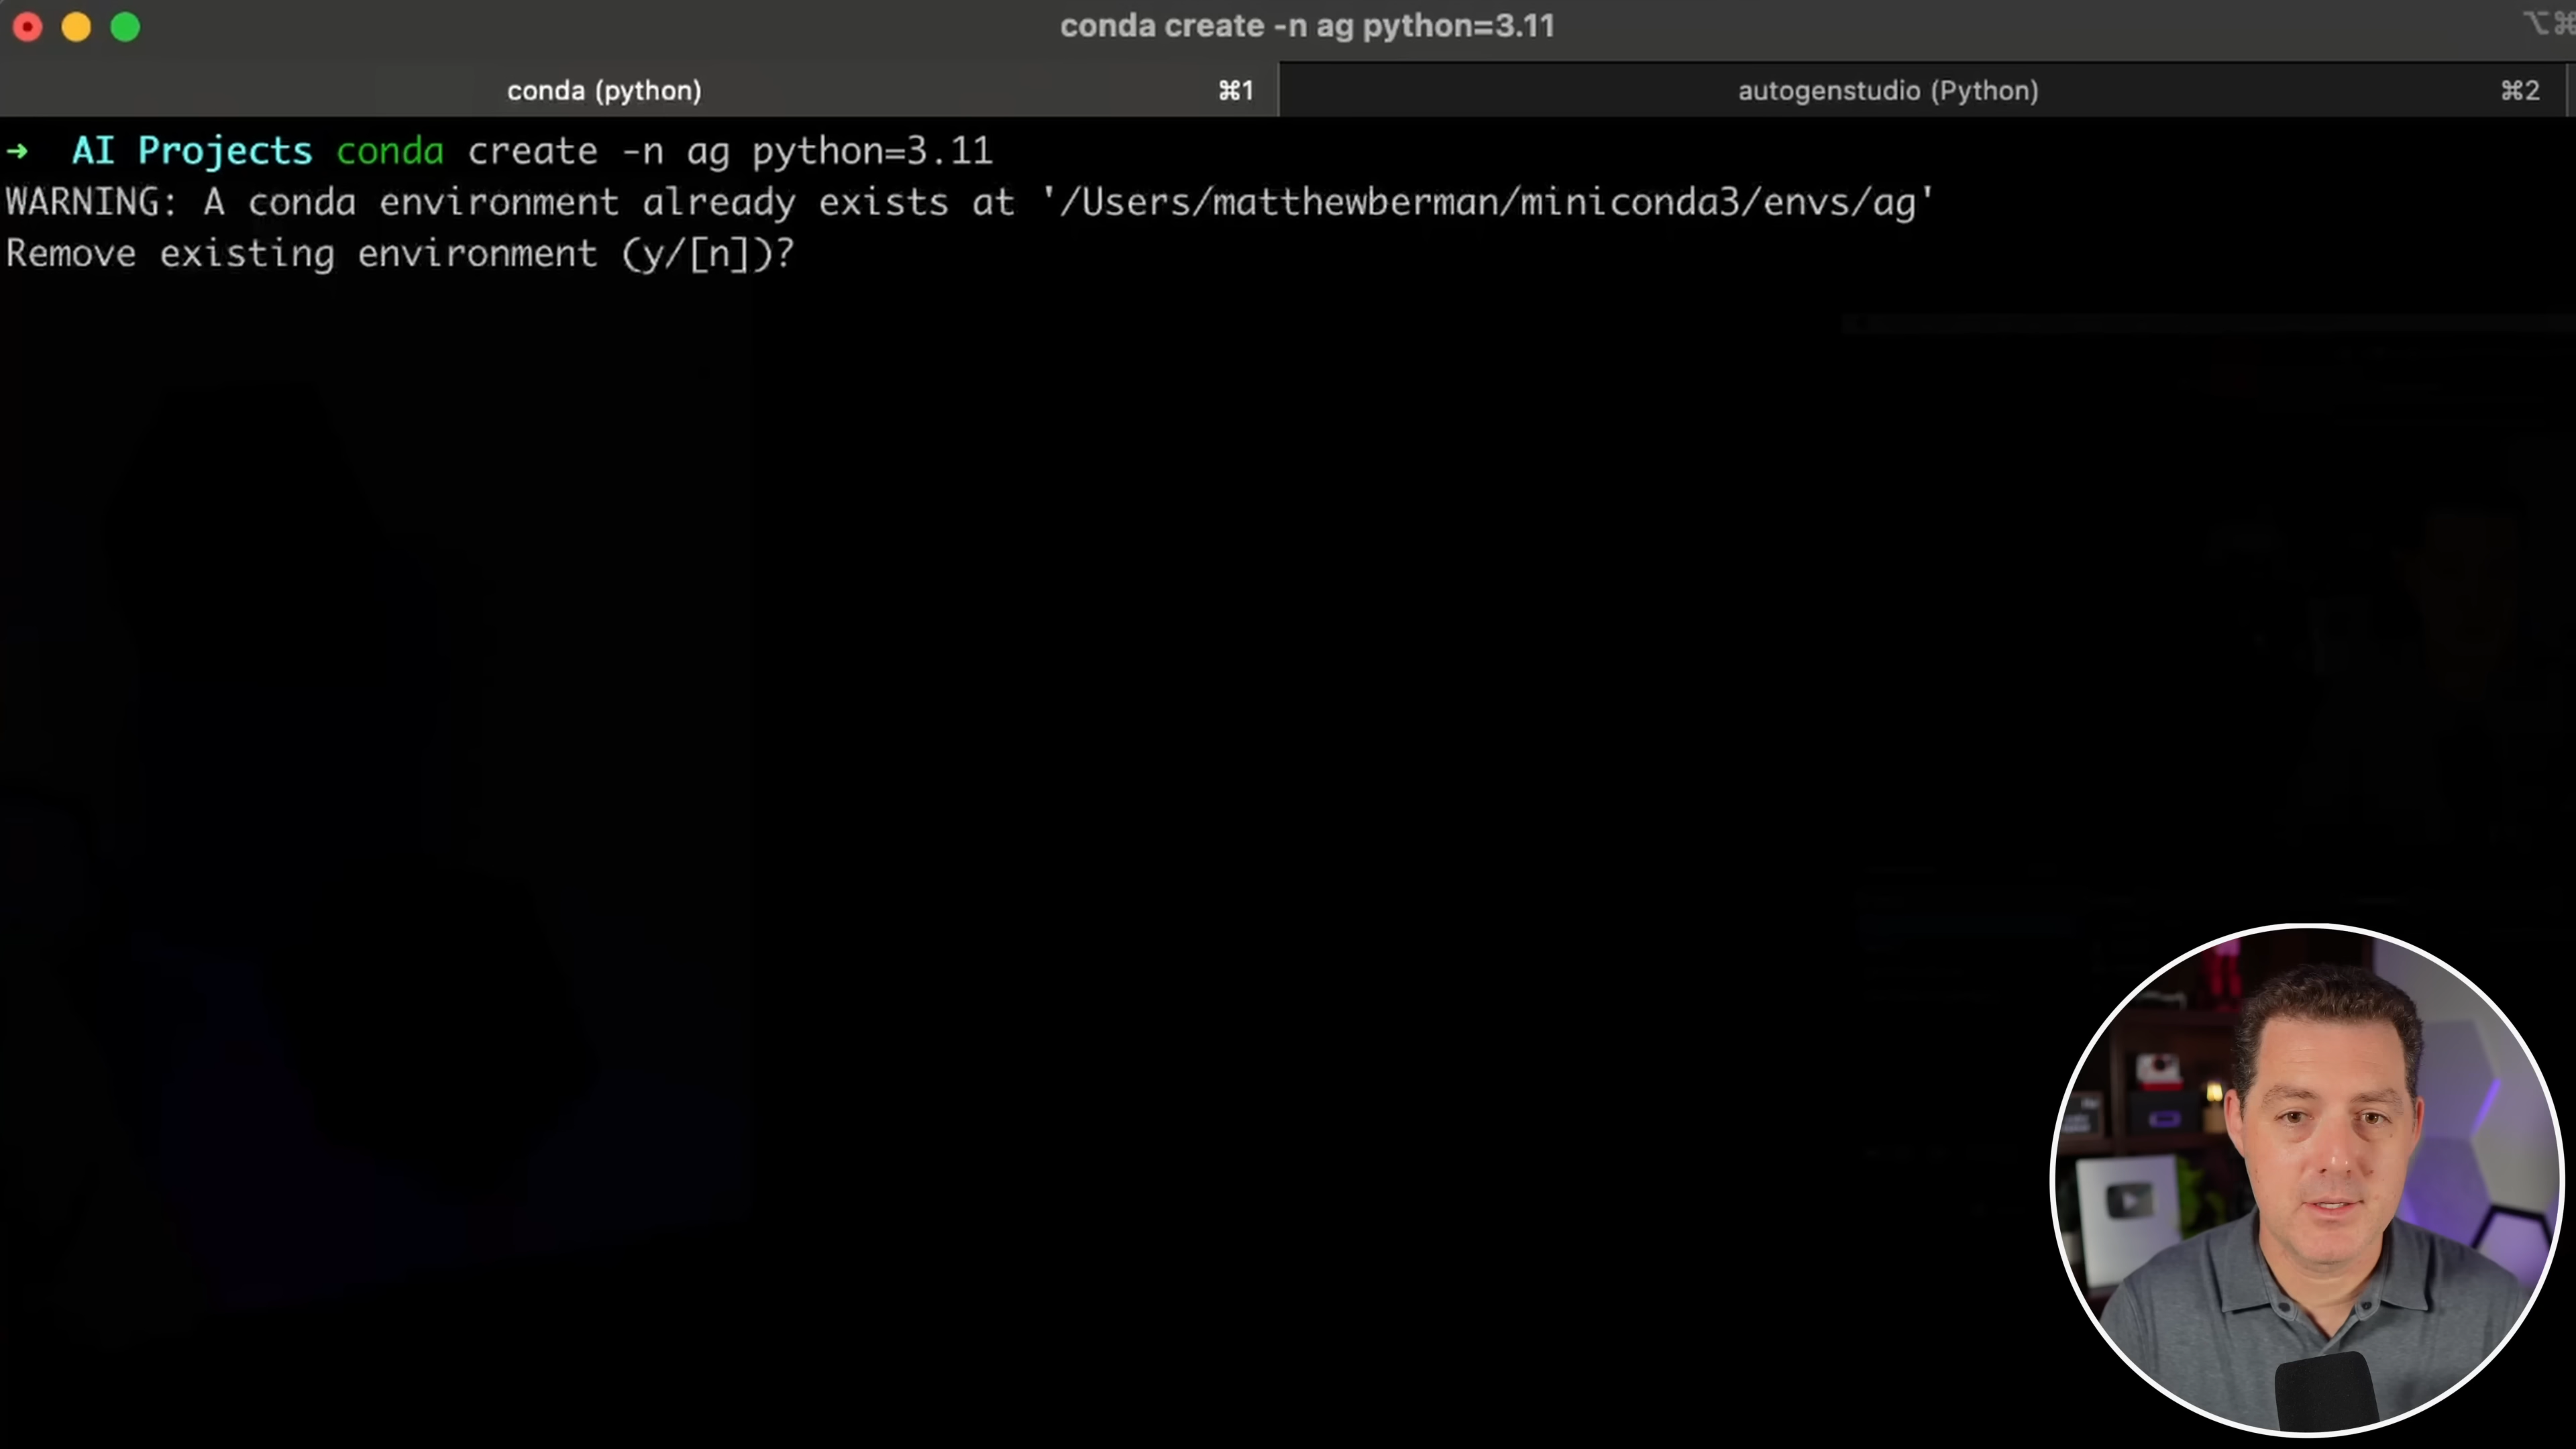 conda create -n ag python=3.11
conda (python) ⌘1
autogenstudio (Python) ⌘2
➜ AI Projects conda create -n ag python=3.11
WARNING: A conda environment already exists at '/Users/matthewberman/miniconda3/envs/ag'
Remove existing environment (y/[n])?